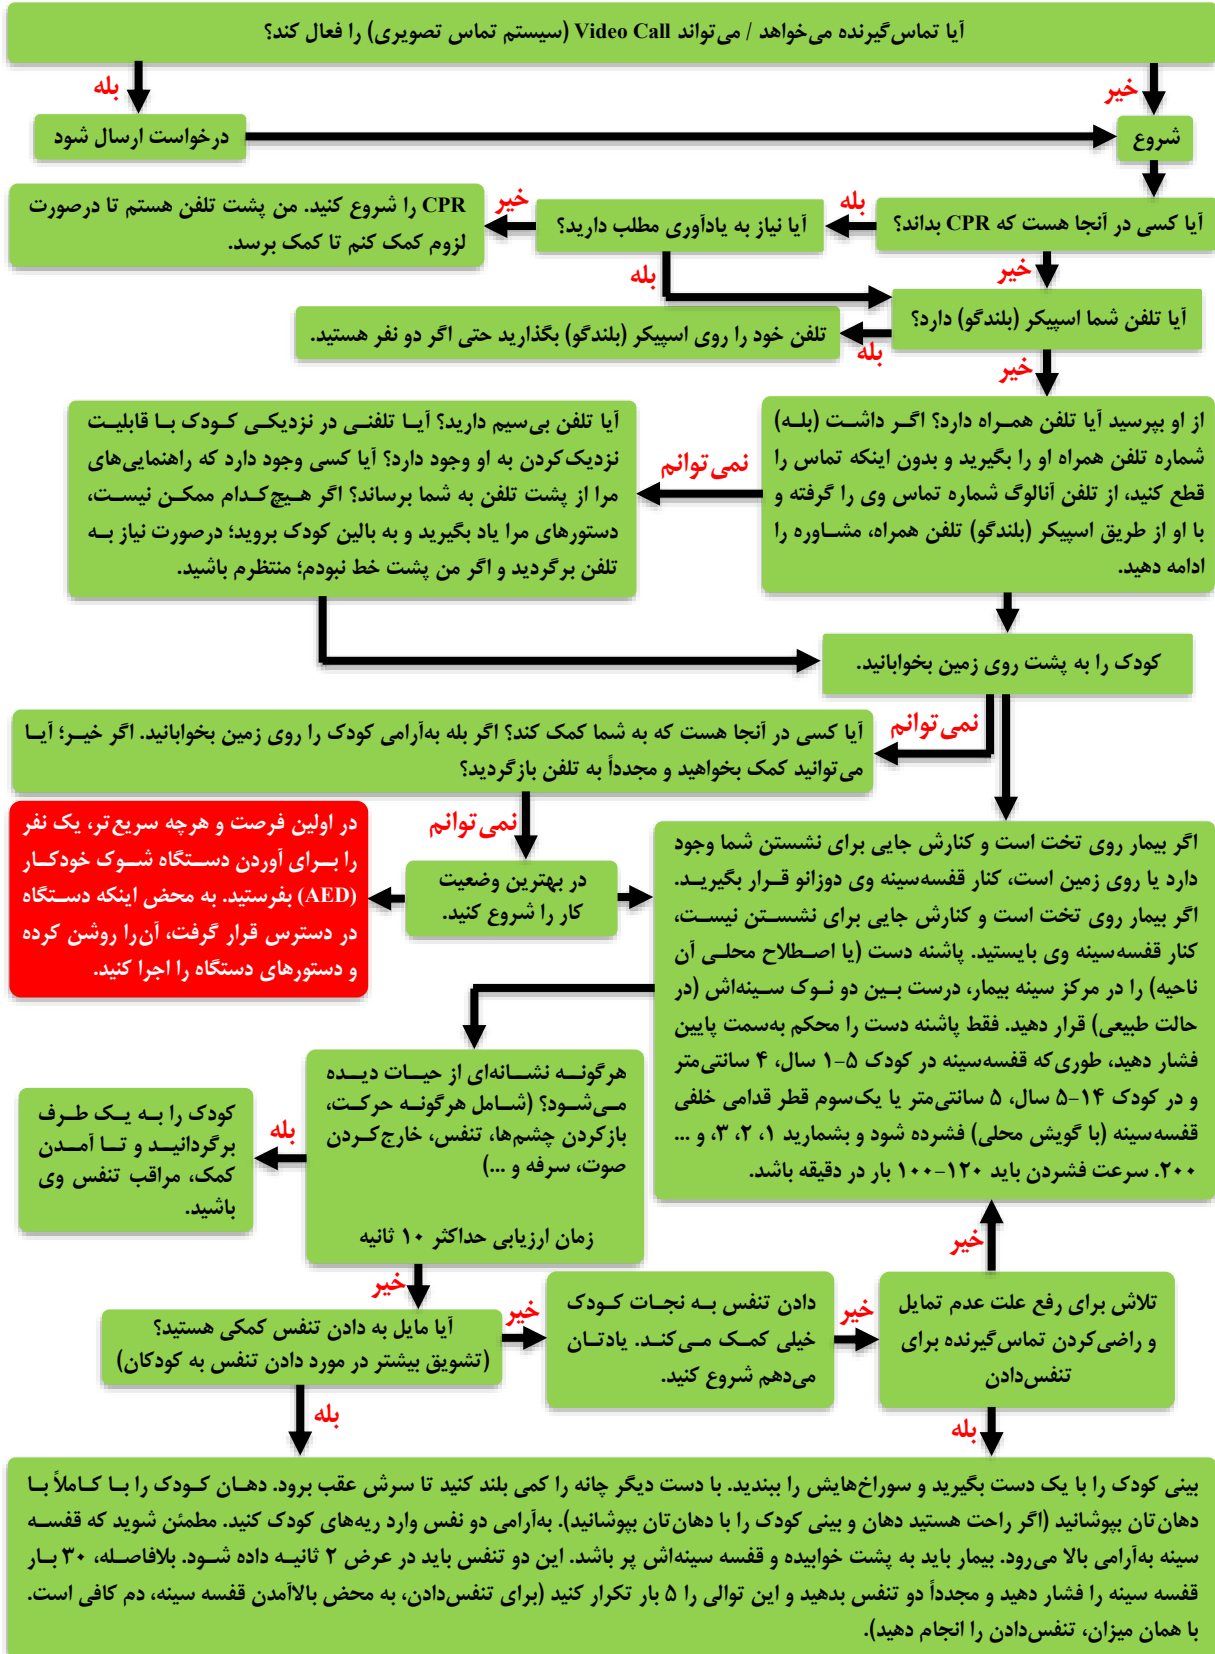 آیا تماس‌گیرنده می‌خواهد / می‌تواند Video Call (سیستم تماس تصویری) را فعال کند؟
خیر
بله
شروع
درخواست ارسال شود
آیا کسی در آنجا هست که CPR بداند؟
بله
آیا نیاز به یادآوری مطلب دارید؟
خیر
CPR را شروع کنید. من پشت تلفن هستم تا درصورت
لزوم کمک کنم تا کمک برسد.
خیر
بله
آیا تلفن شما اسپیکر (بلندگو) دارد؟
بله
تلفن خود را روی اسپیکر (بلندگو) بگذارید حتی اگر دو نفر هستید.
خیر
از او بپرسید آیا تلفن همراه دارد؟ اگر داشت (بله)
شماره تلفن همراه او را بگیرید و بدون اینکه تماس را
قطع کنید، از تلفن آنالوگ شماره تماس وی را گرفته و
با او از طریق اسپیکر (بلندگو) تلفن همراه، مشاوره را
ادامه دهید.
نمی‌توانم
آیا تلفن بی‌سیم دارید؟ آیا تلفنی در نزدیکی کودک با قابلیت
نزدیک‌کردن به او وجود دارد؟ آیا کسی وجود دارد که راهنمایی‌های
مرا از پشت تلفن به شما برساند؟ اگر هیچ‌کدام ممکن نیست،
دستورهای مرا یاد بگیرید و به بالین کودک بروید؛ درصورت نیاز به
تلفن برگردید و اگر من پشت خط نبودم؛ منتظرم باشید.
کودک را به پشت روی زمین بخوابانید.
نمی‌توانم
آیا کسی در آنجا هست که به شما کمک کند؟ اگر بله به‌آرامی کودک را روی زمین بخوابانید. اگر خیر؛ آیا
می‌توانید کمک بخواهید و مجدداً به تلفن بازگردید؟
نمی‌توانم
در بهترین وضعیت
کار را شروع کنید.
در اولین فرصت و هرچه سریع‌تر، یک نفر
را برای آوردن دستگاه شوک خودکار
(AED) بفرستید. به محض اینکه دستگاه
در دسترس قرار گرفت، آن‌را روشن کرده
و دستورهای دستگاه را اجرا کنید.
اگر بیمار روی تخت است و کنارش جایی برای نشستن شما وجود
دارد یا روی زمین است، کنار قفسه‌سینه وی دوزانو قرار بگیرید.
اگر بیمار روی تخت است و کنارش جایی برای نشستن نیست،
کنار قفسه‌سینه وی بایستید. پاشنه دست (یا اصطلاح محلی آن
ناحیه) را در مرکز سینه بیمار، درست بین دو نوک سینه‌اش (در
حالت طبیعی) قرار دهید. فقط پاشنه دست را محکم به‌سمت پایین
فشار دهید، طوری‌که قفسه‌سینه در کودک ۵–۱ سال، ۴ سانتی‌متر
و در کودک ۱۴–۵ سال، ۵ سانتی‌متر یا یک‌سوم قطر قدامی خلفی
قفسه‌سینه (با گویش محلی) فشرده شود و بشمارید ۱، ۲، ۳، و ...
۲۰۰. سرعت فشردن باید ۱۲۰–۱۰۰ بار در دقیقه باشد.
هرگونه نشانه‌ای از حیات دیده
می‌شود؟ (شامل هرگونه حرکت،
بازکردن چشم‌ها، تنفس، خارج‌کردن
صوت، سرفه و ...)
زمان ارزیابی حداکثر ۱۰ ثانیه
بله
کودک را به یک طرف
برگردانید و تا آمدن
کمک، مراقب تنفس وی
باشید.
خیر
آیا مایل به دادن تنفس کمکی هستید؟
(تشویق بیشتر در مورد دادن تنفس به کودکان)
خیر
دادن تنفس به نجات کودک
خیلی کمک می‌کند. یادتان
می‌دهم شروع کنید.
خیر
تلاش برای رفع علت عدم تمایل
و راضی‌کردن تماس‌گیرنده برای
تنفس‌دادن
خیر
بله
بله
بینی کودک را با یک دست بگیرید و سوراخ‌هایش را ببندید. با دست دیگر چانه را کمی بلند کنید تا سرش عقب برود. دهان کودک را با کاملاً با
دهان‌تان بپوشانید (اگر راحت هستید دهان و بینی کودک را با دهان‌تان بپوشانید). به‌آرامی دو نفس وارد ریه‌های کودک کنید. مطمئن شوید که قفسه
سینه به‌آرامی بالا می‌رود. بیمار باید به پشت خوابیده و قفسه سینه‌اش پر باشد. این دو تنفس باید در عرض ۲ ثانیه داده شود. بلافاصله، ۳۰ بار
قفسه سینه را فشار دهید و مجدداً دو تنفس بدهید و این توالی را ۵ بار تکرار کنید (برای تنفس‌دادن، به محض بالاآمدن قفسه سینه، دم کافی است.
با همان میزان، تنفس‌دادن را انجام دهید).